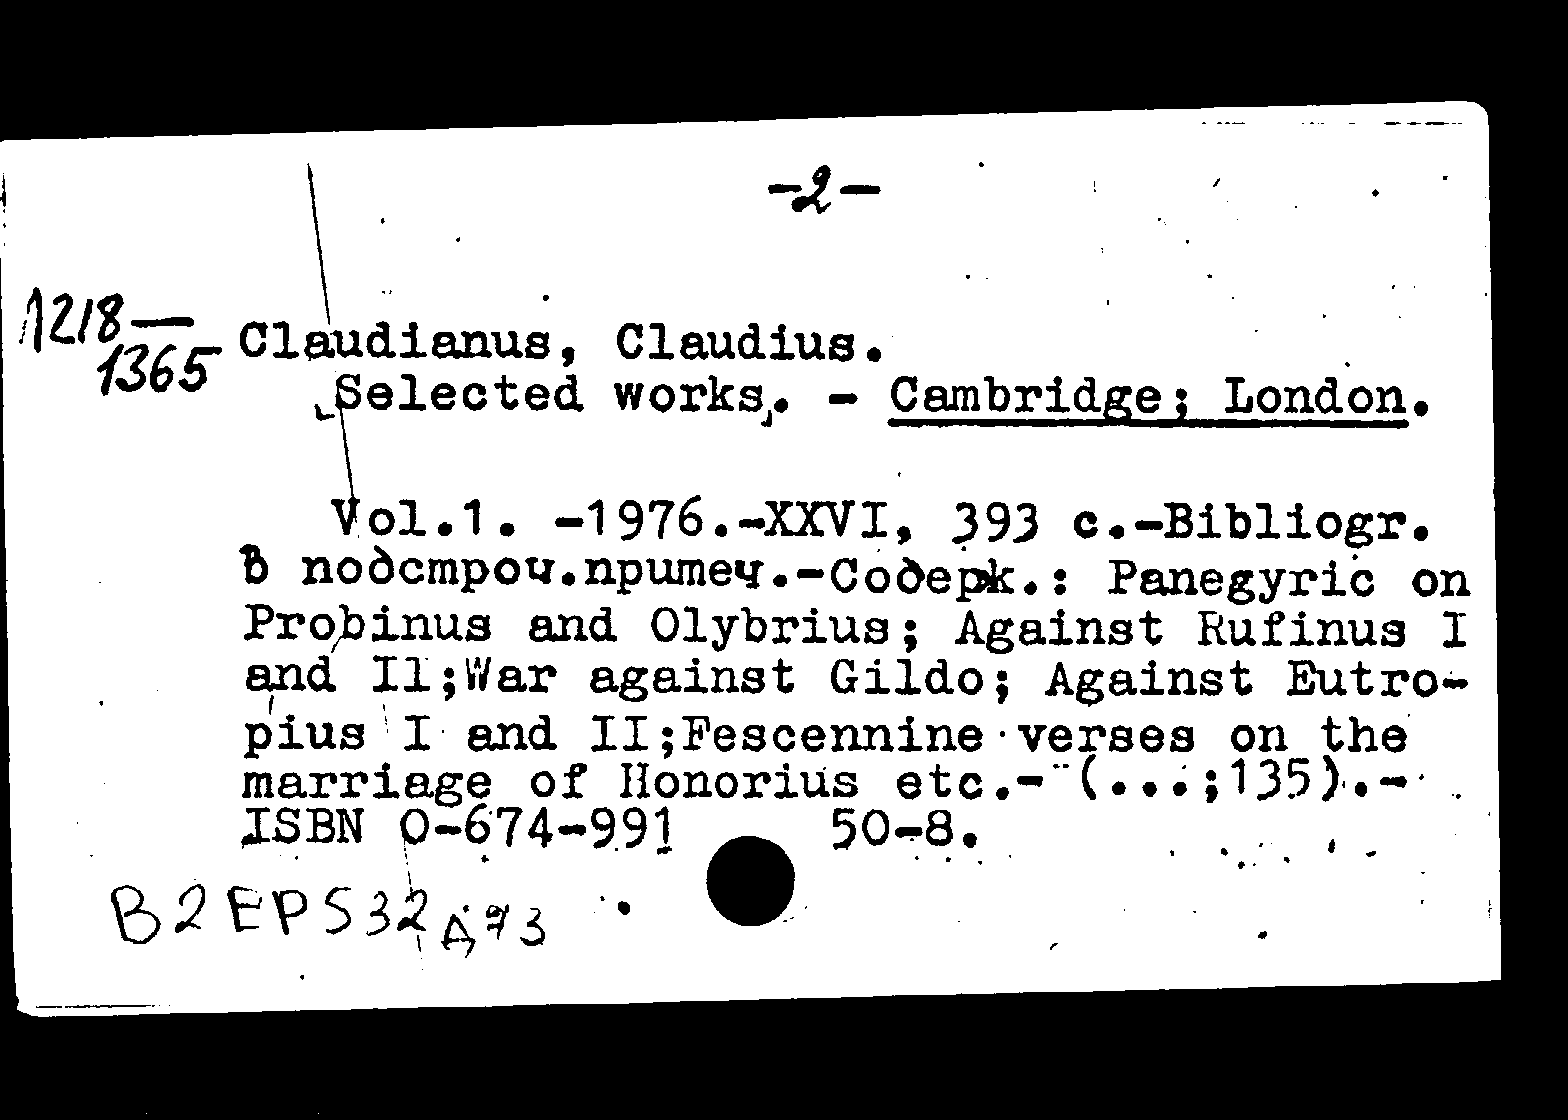 -2-
1218—
1365
Claudianus, Claudius.
[Selected works]. - Cambridge; London.
Vol.1. -1976.-XXVI, 393 c.-Bibliogr.
в подстроч.примеч.-Содерж.: Panegyric on
Probinus and Olybrius; Against Rufinus I
and II;War against Gildo; Against Eutro-
pius I and II;Fescennine verses on the
marriage of Honorius etc.- (...;135).-
ISBN 0-674-991 50-8.
В2ЕР532